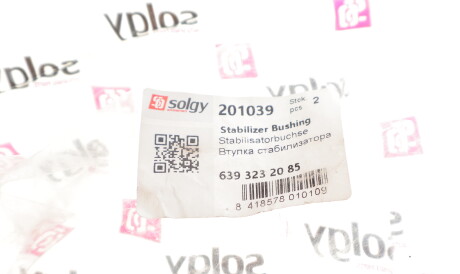 solgy
solgy
solgy 201039 Stck. 2
pcs
Stabilizer Bushing
Stabilisatorbuchse
Втулка стабилизатора
639 323 20 85
8 418578 010109
solgy
solgy
solgy
solgy